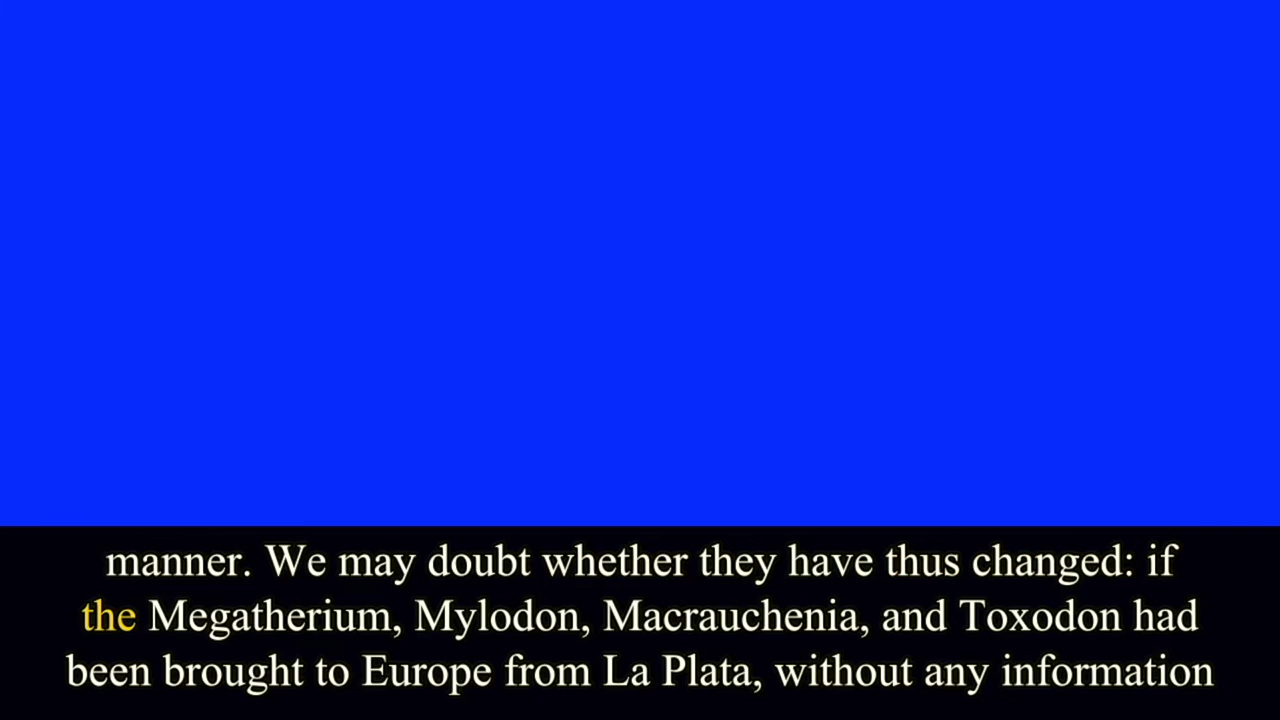 manner. We may doubt whether they have thus changed: if
the Megatherium, Mylodon, Macrauchenia, and Toxodon had
been brought to Europe from La Plata, without any information